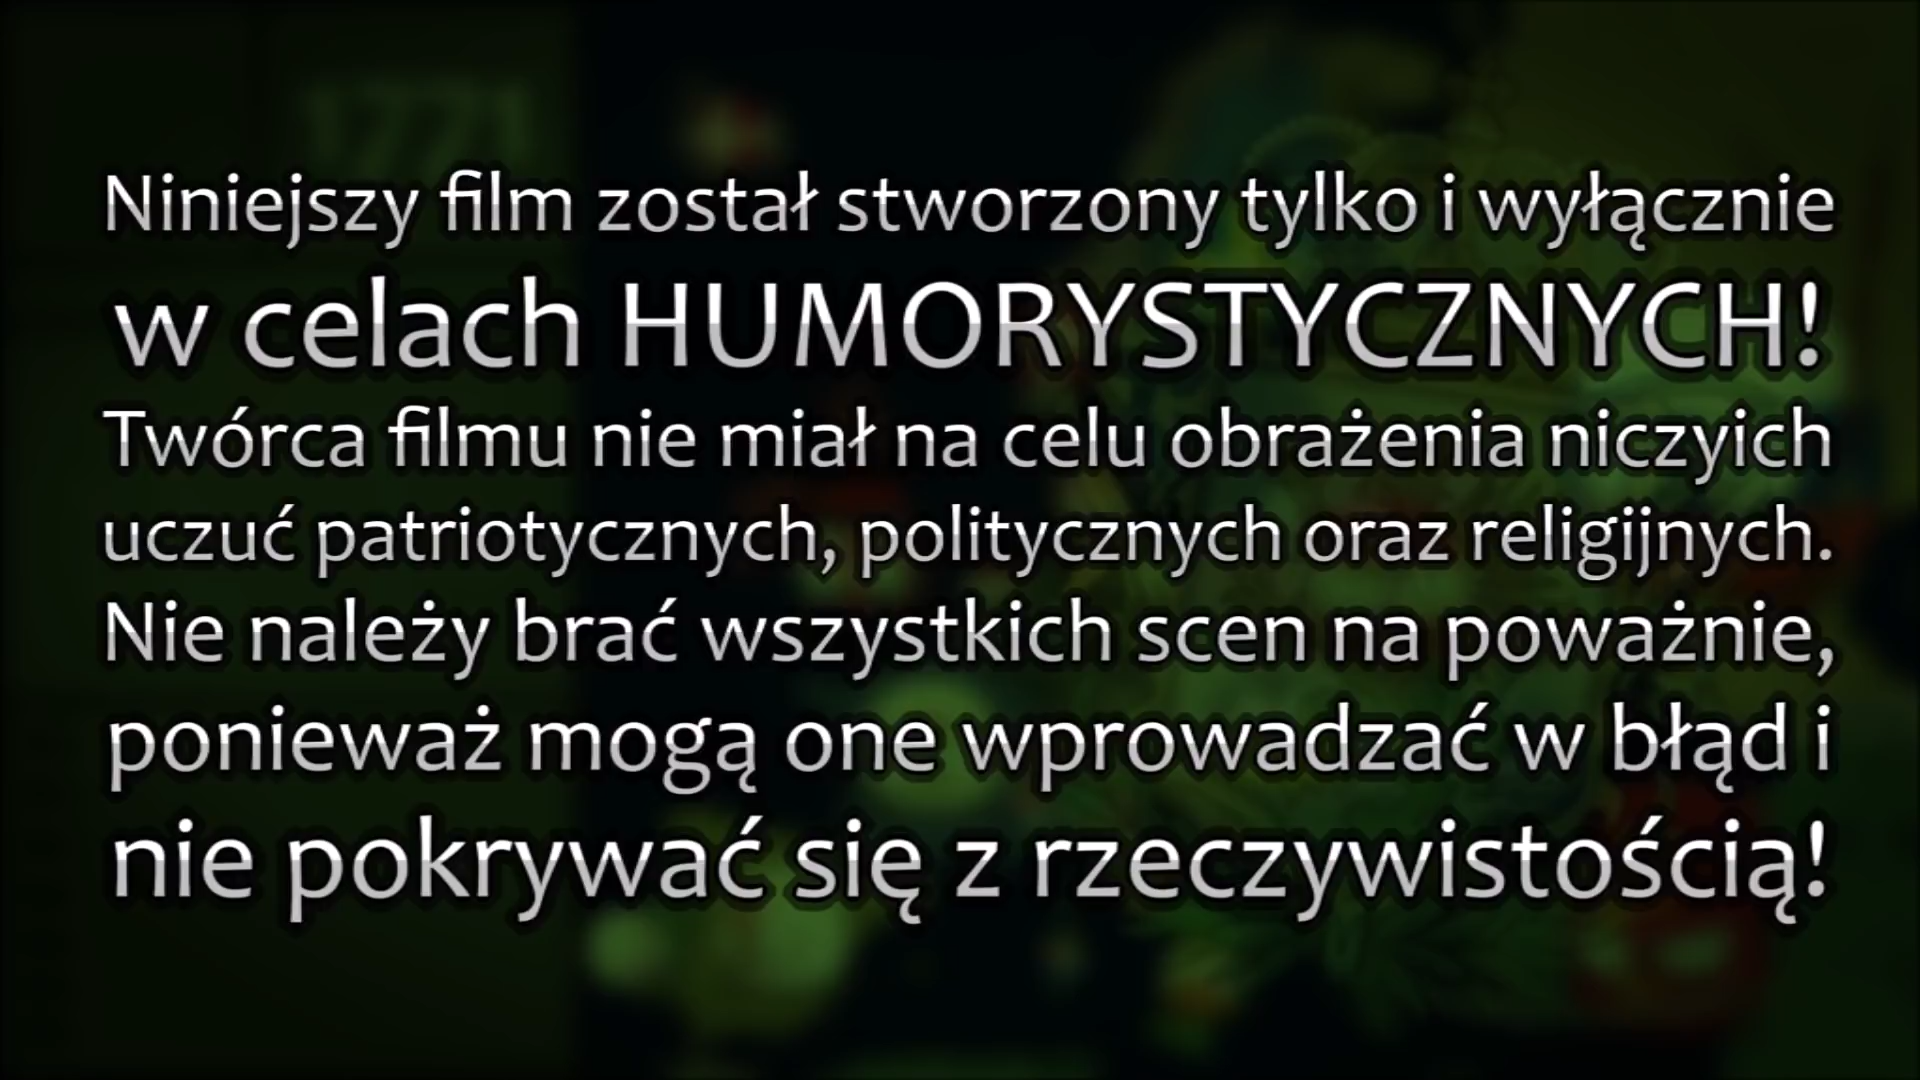 Niniejszy film został stworzony tylko i wyłącznie
w celach HUMORYSTYCZNYCH!
Twórca filmu nie miał na celu obrażenia niczyich
uczuć patriotycznych, politycznych oraz religijnych.
Nie należy brać wszystkich scen na poważnie,
ponieważ mogą one wprowadzać w błąd i
nie pokrywać się z rzeczywistością!